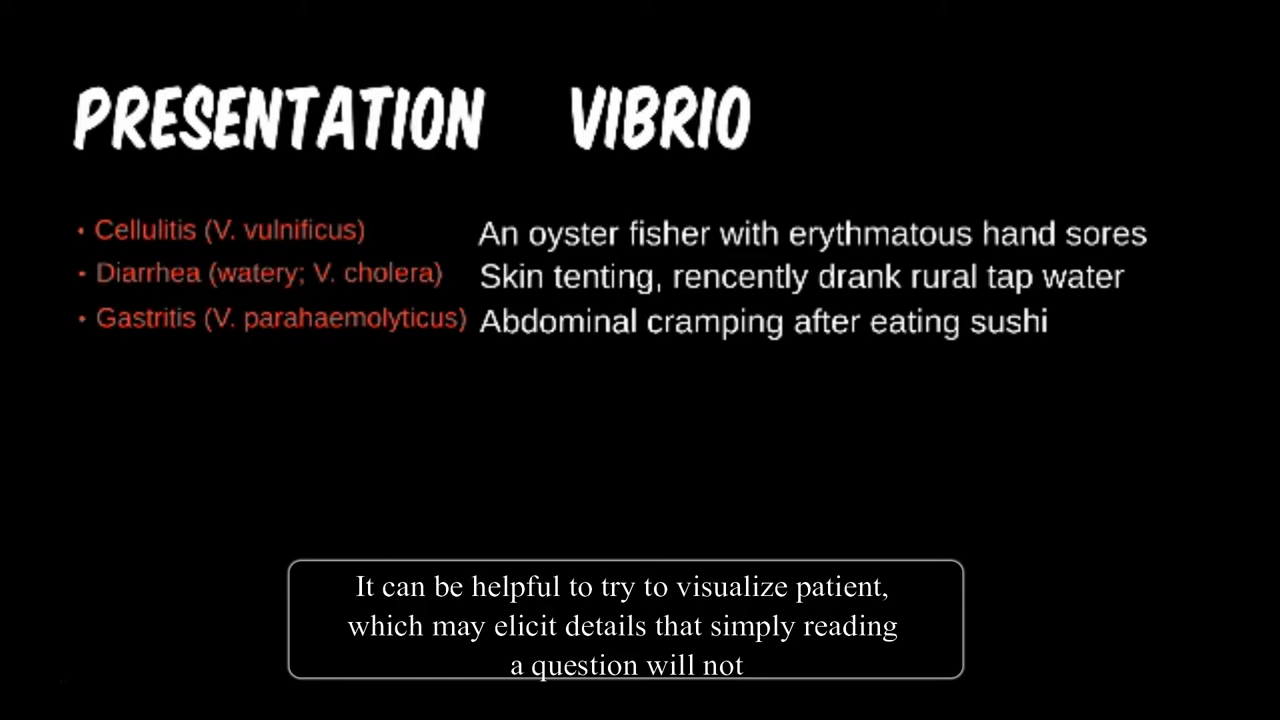 PRESENTATION VIBRIO
• Cellulitis (V. vulnificus) An oyster fisher with erythmatous hand sores
• Diarrhea (watery; V. cholera) Skin tenting, rencently drank rural tap water
• Gastritis (V. parahaemolyticus) Abdominal cramping after eating sushi
It can be helpful to try to visualize patient,
which may elicit details that simply reading
a question will not